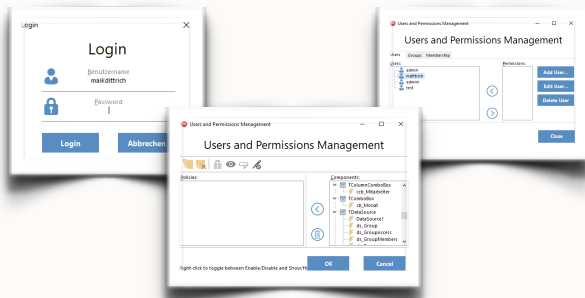 Login
Login
Benutzername
maikdittrich
Password
Login
Abbrechen
Users and Permissions Management
Users and Permissions Management
Users
Groups
Membership
Users:
Permissions:
admin
mdittrich
admini
test
Add User...
Edit User...
Delete User
Close
Users and Permissions Management
Users and Permissions Management
Policies:
Components:
TColumnComboBox
ccb_Mitarbeiter
TComboBox
cb_Monat
TDataSource
DataSource1
ds_Group
ds_GroupAccess
ds_GroupMembers
Right-click to toggle between Enable/Disable and Show/Hi
OK
Cancel